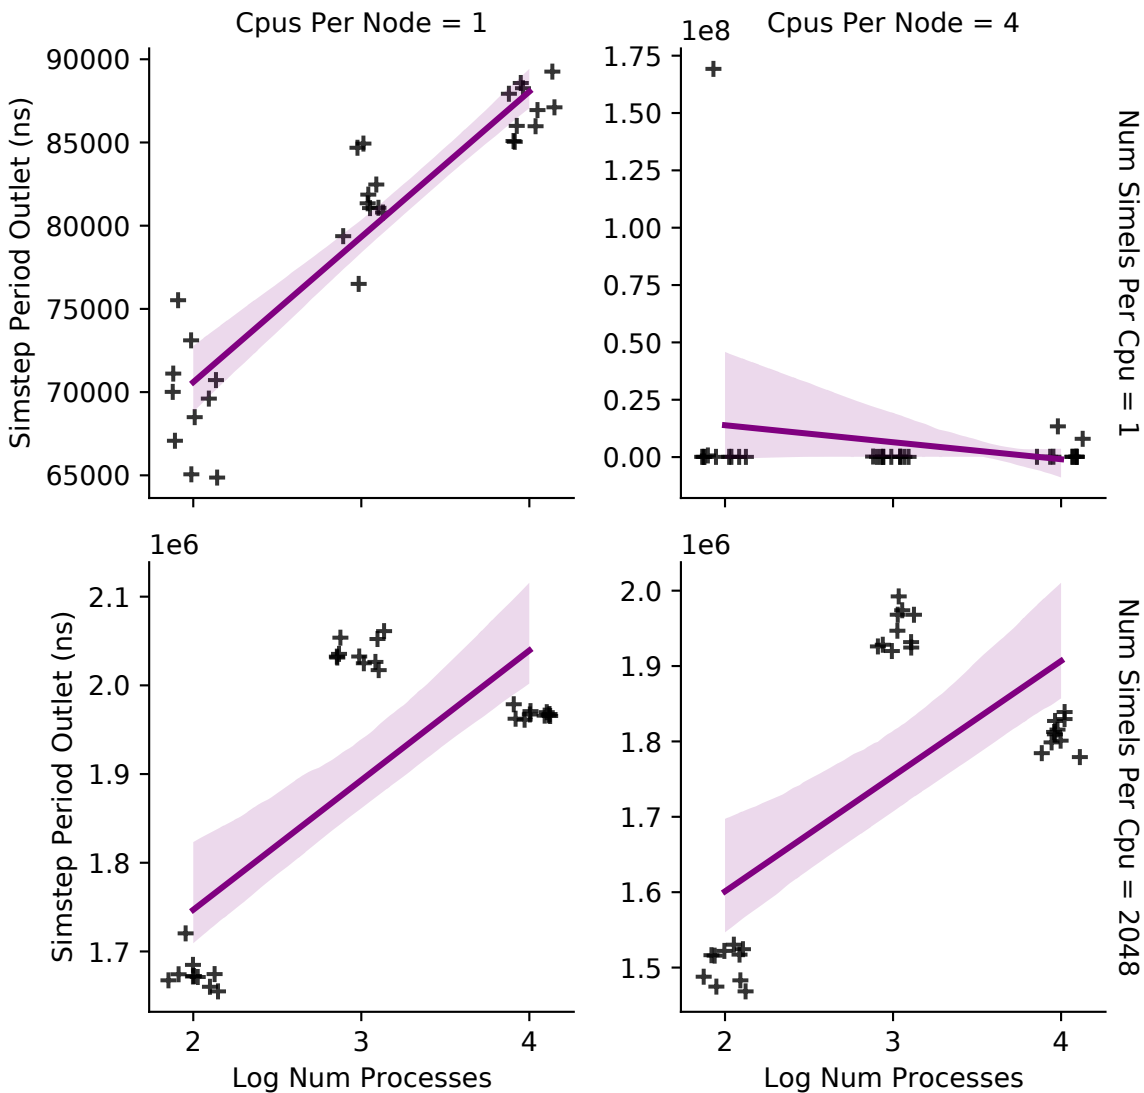 Cpus Per Node = 1
Cpus Per Node = 4
1e8
Simstep Period Outlet (ns)
90000
85000
80000
75000
70000
65000
1.75
1.50
1.25
1.00
0.75
0.50
0.25
0.00
Num Simels Per Cpu = 1
1e6
1e6
Simstep Period Outlet (ns)
2.1
2.0
1.9
1.8
1.7
2.0
1.9
1.8
1.7
1.6
1.5
Num Simels Per Cpu = 2048
2 3 4
2 3 4
Log Num Processes
Log Num Processes